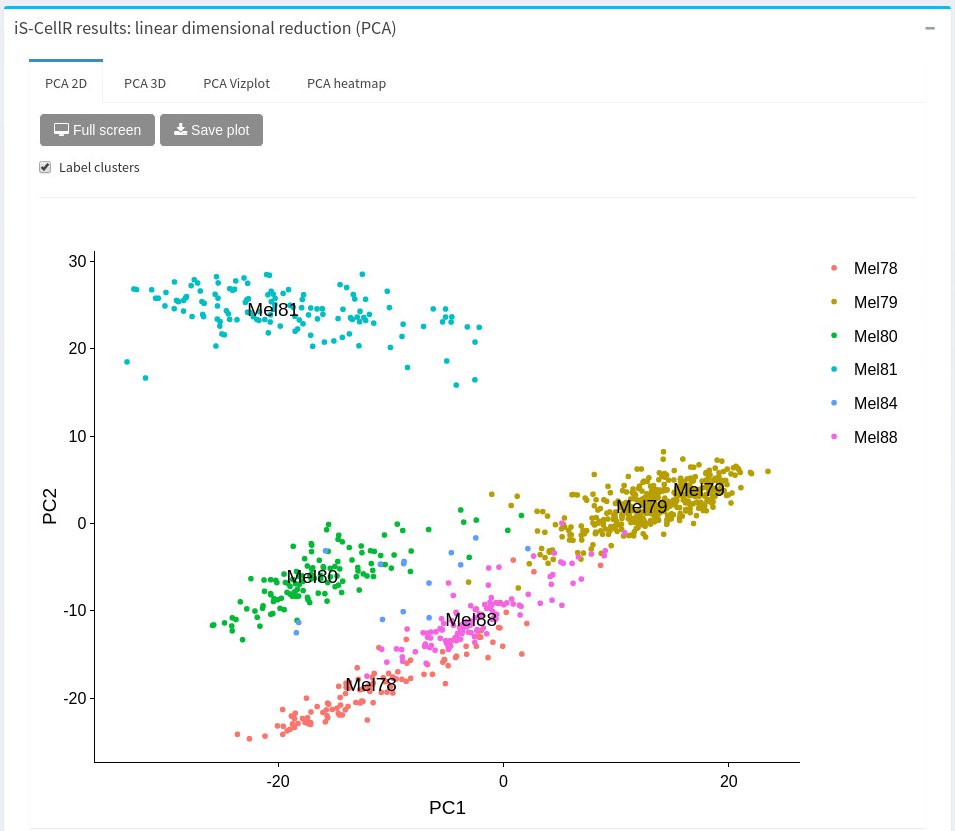 iS-CellR results: linear dimensional reduction (PCA)
PCA 2D PCA 3D PCA Vizplot PCA heatmap
Full screen Save plot
Label clusters
30
20
10
0
-10
-20
PC2
Mel81
Mel79
Mel79
Mel80
Mel88
Mel78
Mel78
Mel79
Mel80
Mel81
Mel84
Mel88
-20 0 20
PC1